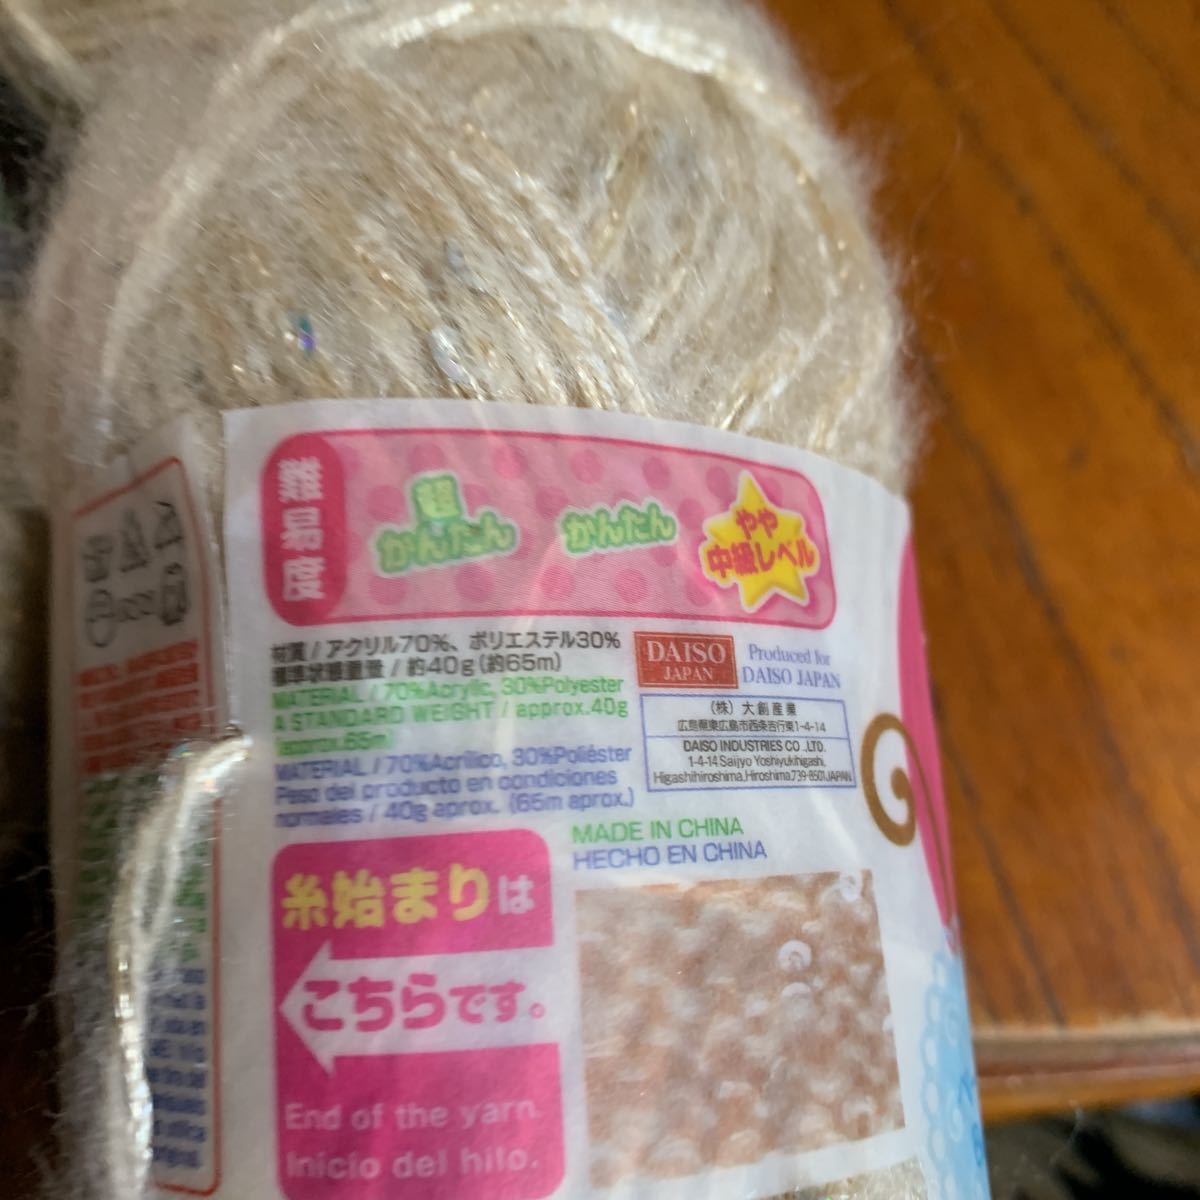 難易度
超
かんたん
かんたん
やや
中級レベル
材質/アクリル70%、ポリエステル30%
標準状態重量/約40g(約65m)
MATERIAL / 70%Acrylic, 30%Polyester
A STANDARD WEIGHT / approx.40g
(approx.65m)
MATERIAL / 70%Acrílico, 30%Poliéster
Peso del producto en condiciones
normales / 40g aprox. (65m aprox.)
DAISO
JAPAN
Produced for
DAISO JAPAN
(株)大創産業
広島県東広島市西条吉行東1-4-14
DAISO INDUSTRIES CO.,LTD.
1-4-14 Saijyo Yoshiyukihigashi,
Higashihiroshima,Hiroshima,739-8501,JAPAN
MADE IN CHINA
HECHO EN CHINA
糸始まりは
こちらです。
End of the yarn.
Inicio del hilo.